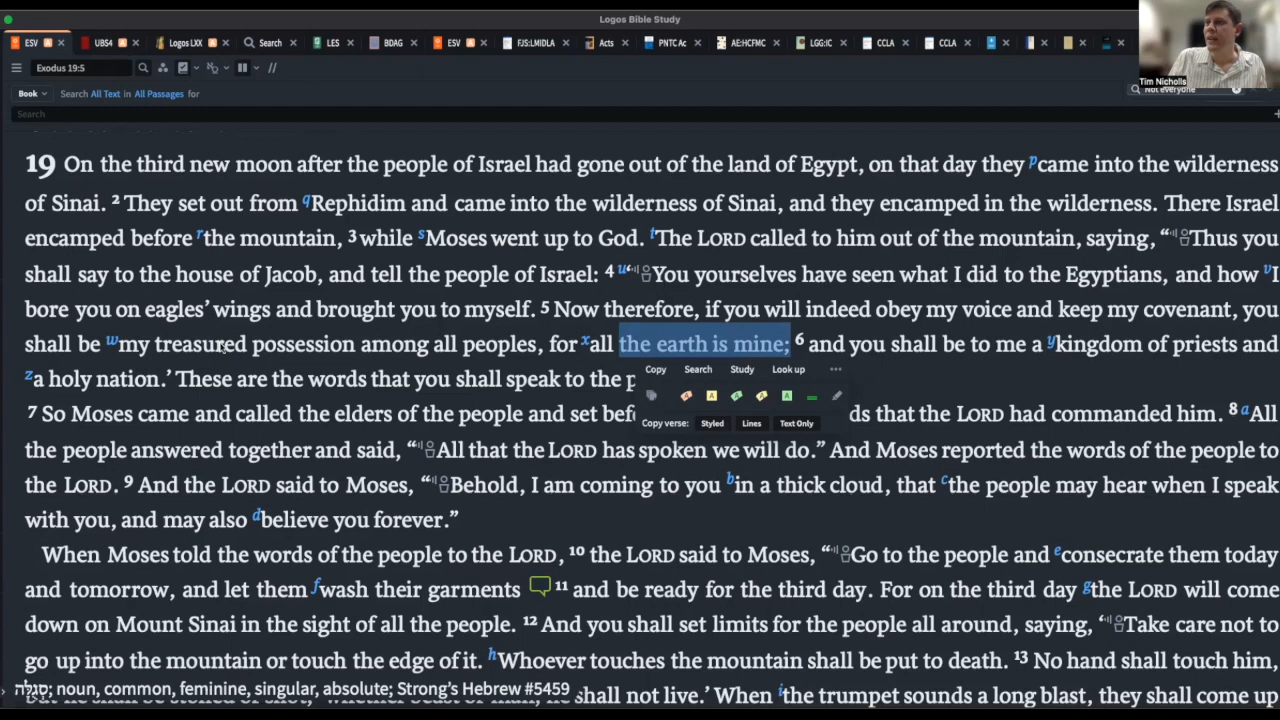 Logos Bible Study
ESV A × UBS4 A × Logos LXX A × Search × LES × BDAG × ESV A × FJS:LMIDLA × Acts × PNTC Ac × AE:HCFMC × LGG:IC × CCLA × CCLA × × × × 
Tim Nicholls
Exodus 19:5 //
Book Search All Text in All Passages for
Not everyone
Search
19 On the third new moon after the people of Israel had gone out of the land of Egypt, on that day they p came into the wilderness
of Sinai. 2 They set out from q Rephidim and came into the wilderness of Sinai, and they encamped in the wilderness. There Israel
encamped before r the mountain, 3 while s Moses went up to God. t The LORD called to him out of the mountain, saying, “Thus you
shall say to the house of Jacob, and tell the people of Israel: 4 u ‘You yourselves have seen what I did to the Egyptians, and how v I
bore you on eagles’ wings and brought you to myself. 5 Now therefore, if you will indeed obey my voice and keep my covenant, you
shall be w my treasured possession among all peoples, for x all the earth is mine; 6 and you shall be to me a y kingdom of priests and
z a holy nation.’ These are the words that you shall speak to the p
Copy Search Study Look up •••
7 So Moses came and called the elders of the people and set befo ds that the LORD had commanded him. 8 a All
Copy verse: Styled Lines Text Only
the people answered together and said, “All that the LORD has spoken we will do.” And Moses reported the words of the people to
the LORD. 9 And the LORD said to Moses, “Behold, I am coming to you b in a thick cloud, that c the people may hear when I speak
with you, and may also d believe you forever.”
When Moses told the words of the people to the LORD, 10 the LORD said to Moses, “Go to the people and e consecrate them today
and tomorrow, and let them f wash their garments 11 and be ready for the third day. For on the third day g the LORD will come
down on Mount Sinai in the sight of all the people. 12 And you shall set limits for the people all around, saying, ‘Take care not to
go up into the mountain or touch the edge of it. h Whoever touches the mountain shall be put to death. 13 No hand shall touch him,
סגלה; noun, common, feminine, singular, absolute; Strong’s Hebrew #5459
shall not live.’ When i the trumpet sounds a long blast, they shall come up